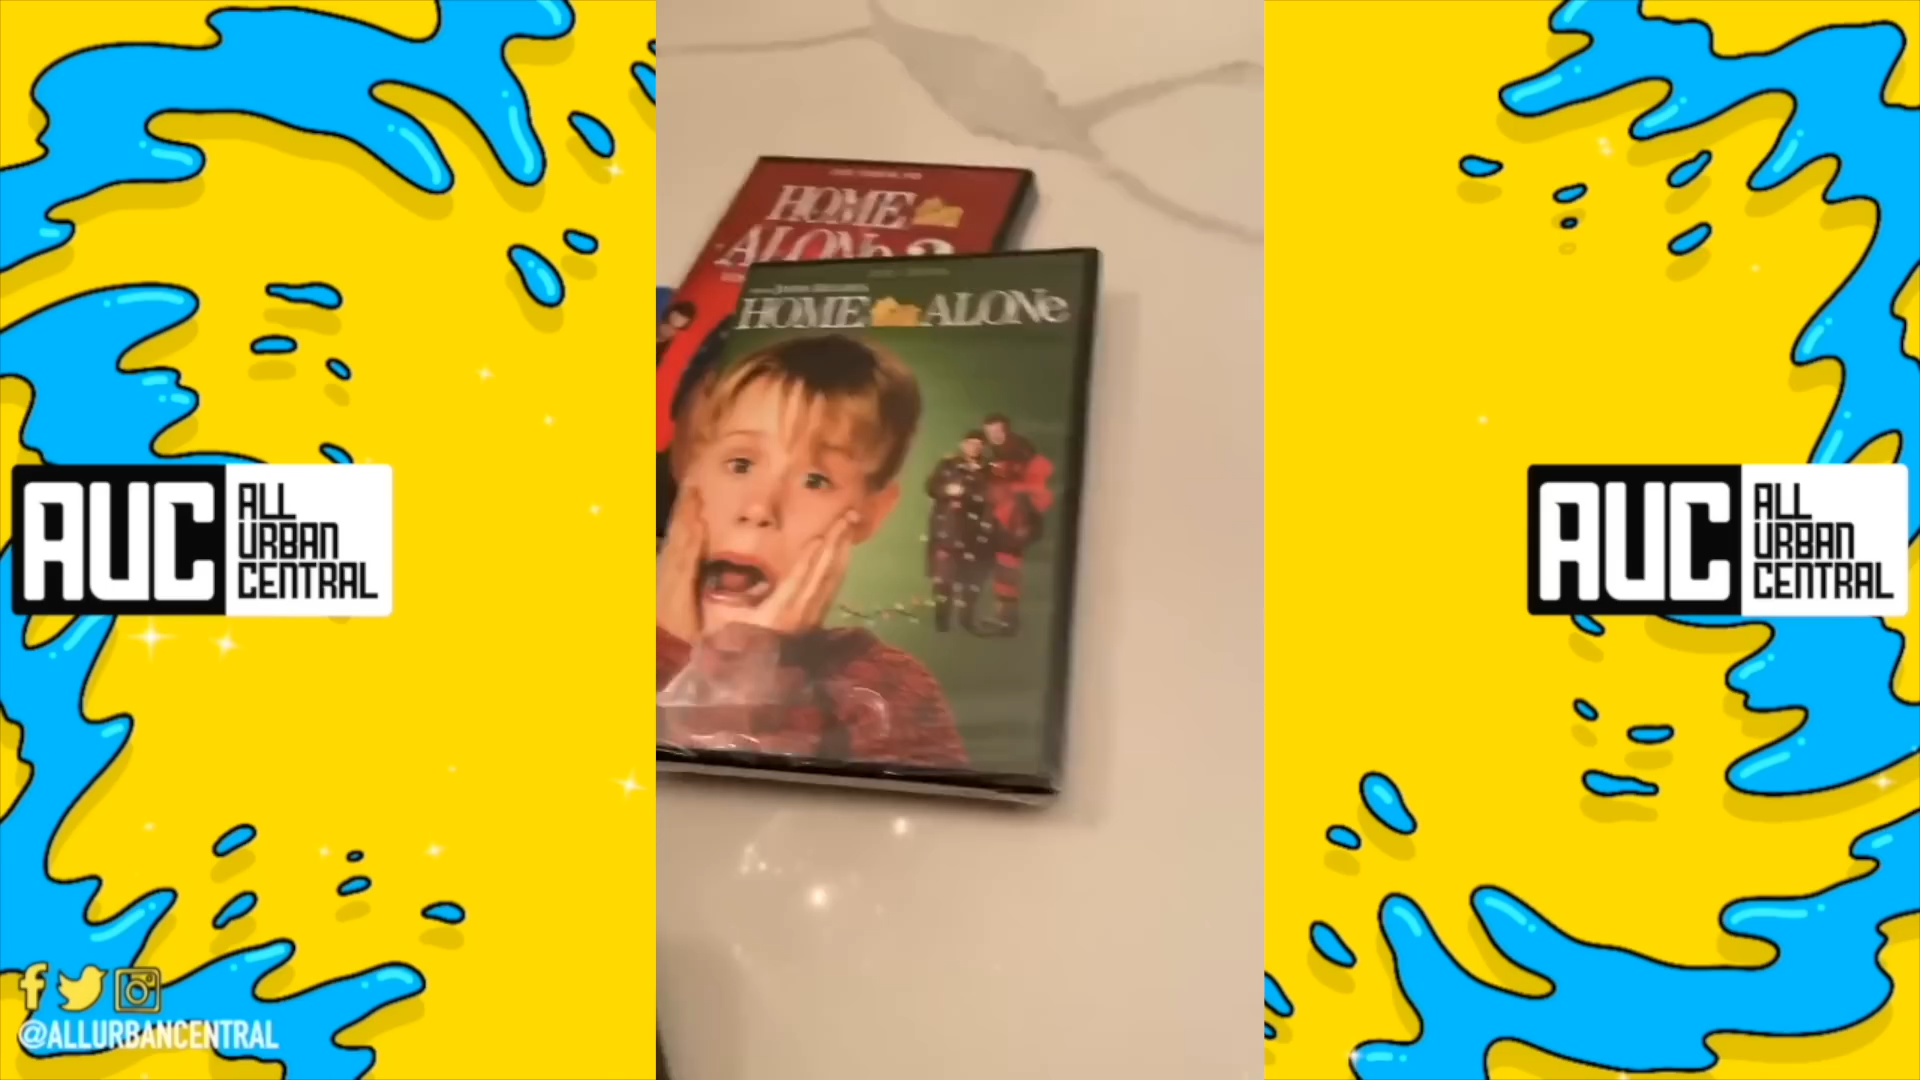 HOME
ALONe 2
HOME ALONe
AUC ALL
URBAN
CENTRAL
AUC ALL
URBAN
CENTRAL
@ALLURBANCENTRAL